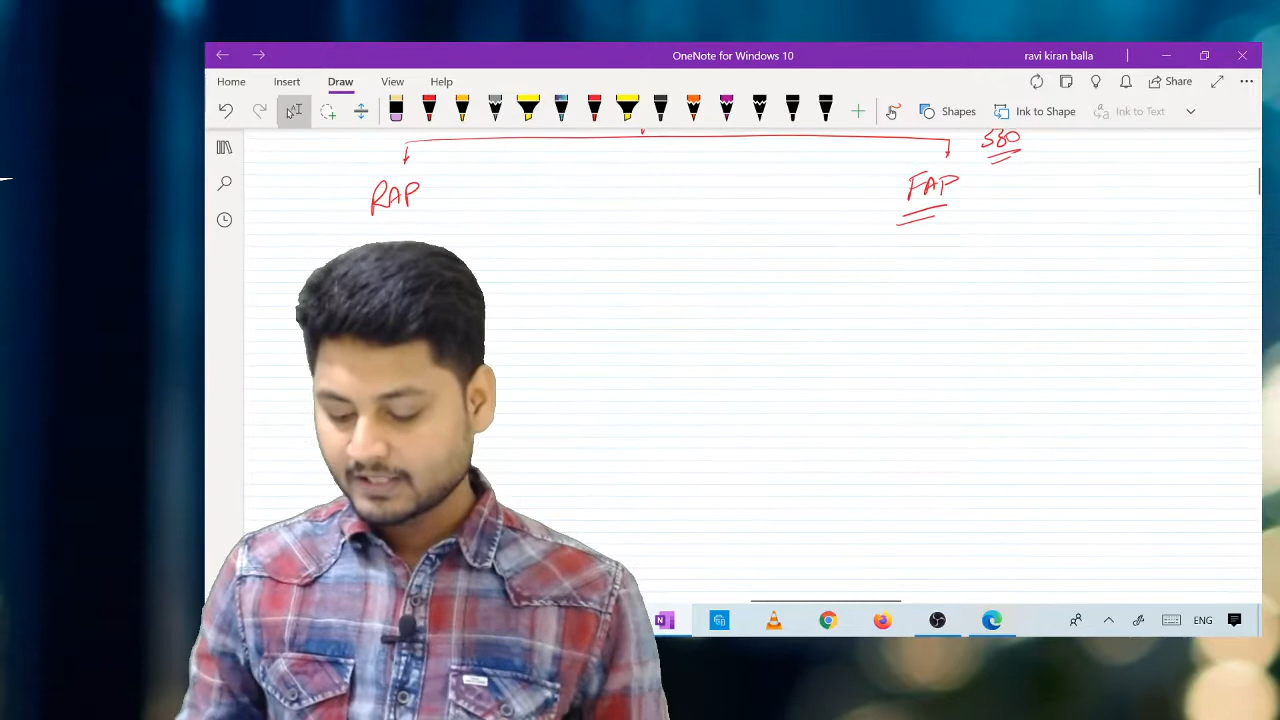 OneNote for Windows 10
ravi kiran balla
Home
Insert
Draw
View
Help
Share
Shapes
Ink to Shape
Ink to Text
580
RAP
FAP
ENG